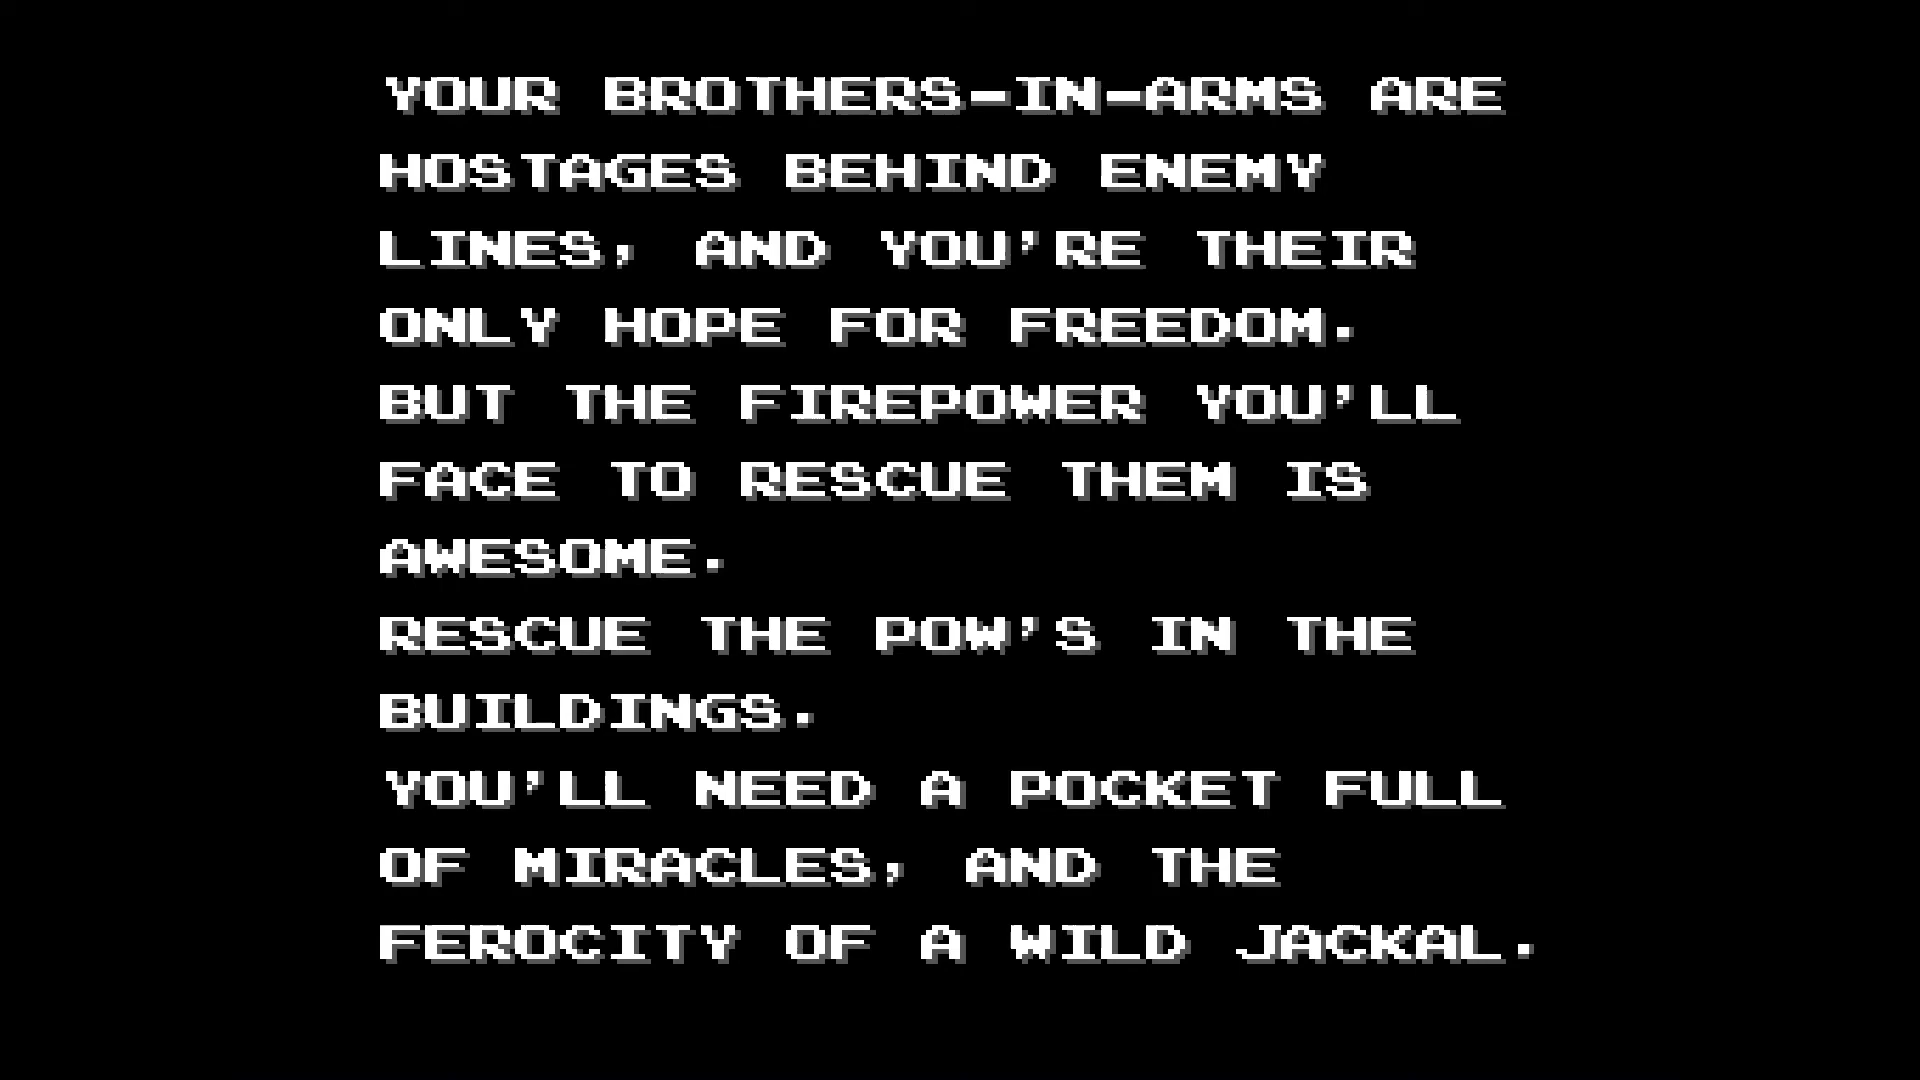 YOUR BROTHERS-IN-ARMS ARE
HOSTAGES BEHIND ENEMY
LINES, AND YOU'RE THEIR
ONLY HOPE FOR FREEDOM.
BUT THE FIREPOWER YOU'LL
FACE TO RESCUE THEM IS
AWESOME.
RESCUE THE POW'S IN THE
BUILDINGS.
YOU'LL NEED A POCKET FULL
OF MIRACLES, AND THE
FEROCITY OF A WILD JACKAL.